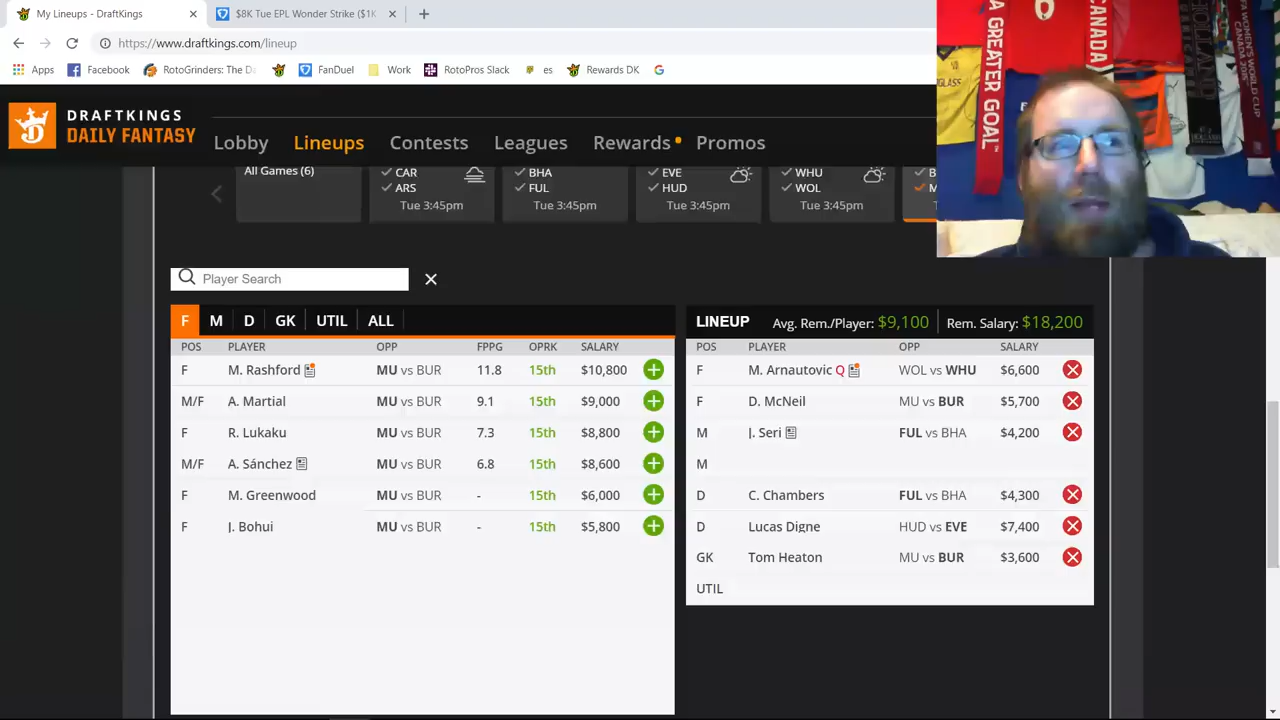 My Lineups - DraftKings
$8K Tue EPL Wonder Strike ($1K
https://www.draftkings.com/lineup
Apps Facebook RotoGrinders: The Da FanDuel Work RotoPros Slack es Rewards DK
DRAFTKINGS
DAILY FANTASY
Lobby Lineups Contests Leagues Rewards Promos
All Games (6)
CAR
ARS
Tue 3:45pm
BHA
FUL
Tue 3:45pm
EVE
HUD
Tue 3:45pm
WHU
WOL
Tue 3:45pm
A GREATER GOAL™
CANADA
HOLLAND
FIFA WOMEN'S WORLD CUP CANADA 2015™
Player Search
F M D GK UTIL ALL
POS PLAYER OPP FPPG OPRK SALARY
F M. Rashford MU vs BUR 11.8 15th $10,800
M/F A. Martial MU vs BUR 9.1 15th $9,000
F R. Lukaku MU vs BUR 7.3 15th $8,800
M/F A. Sánchez MU vs BUR 6.8 15th $8,600
F M. Greenwood MU vs BUR - 15th $6,000
F J. Bohui MU vs BUR - 15th $5,800
LINEUP Avg. Rem./Player: $9,100 Rem. Salary: $18,200
POS PLAYER OPP SALARY
F M. Arnautovic Q WOL vs WHU $6,600
F D. McNeil MU vs BUR $5,700
M J. Seri FUL vs BHA $4,200
M
D C. Chambers FUL vs BHA $4,300
D Lucas Digne HUD vs EVE $7,400
GK Tom Heaton MU vs BUR $3,600
UTIL